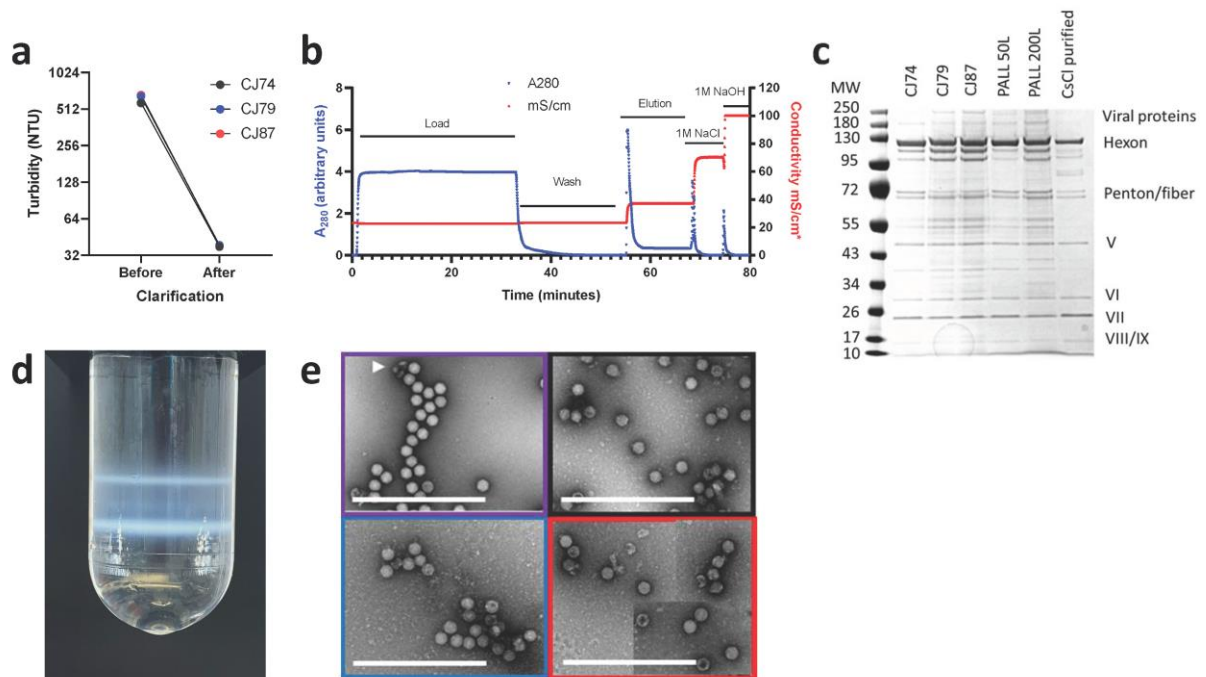 a
1024
512
256
128
64
32
Turbidity (NTU)
Before
After
Clarification
CJ74
CJ79
CJ87
b
8
6
4
2
0
A280 (arbitrary units)
A280
mS/cm
Load
Wash
Elution
1M NaCl
1M NaOH
120
100
80
60
40
20
0
Conductivity mS/cm*
0
20
40
60
80
Time (minutes)
c
MW
CJ74
CJ79
CJ87
PALL 50L
PALL 200L
CsCl purified
250
180
130
95
72
55
43
34
26
17
10
Viral proteins
Hexon
Penton/fiber
V
VI
VII
VIII/IX
d
e